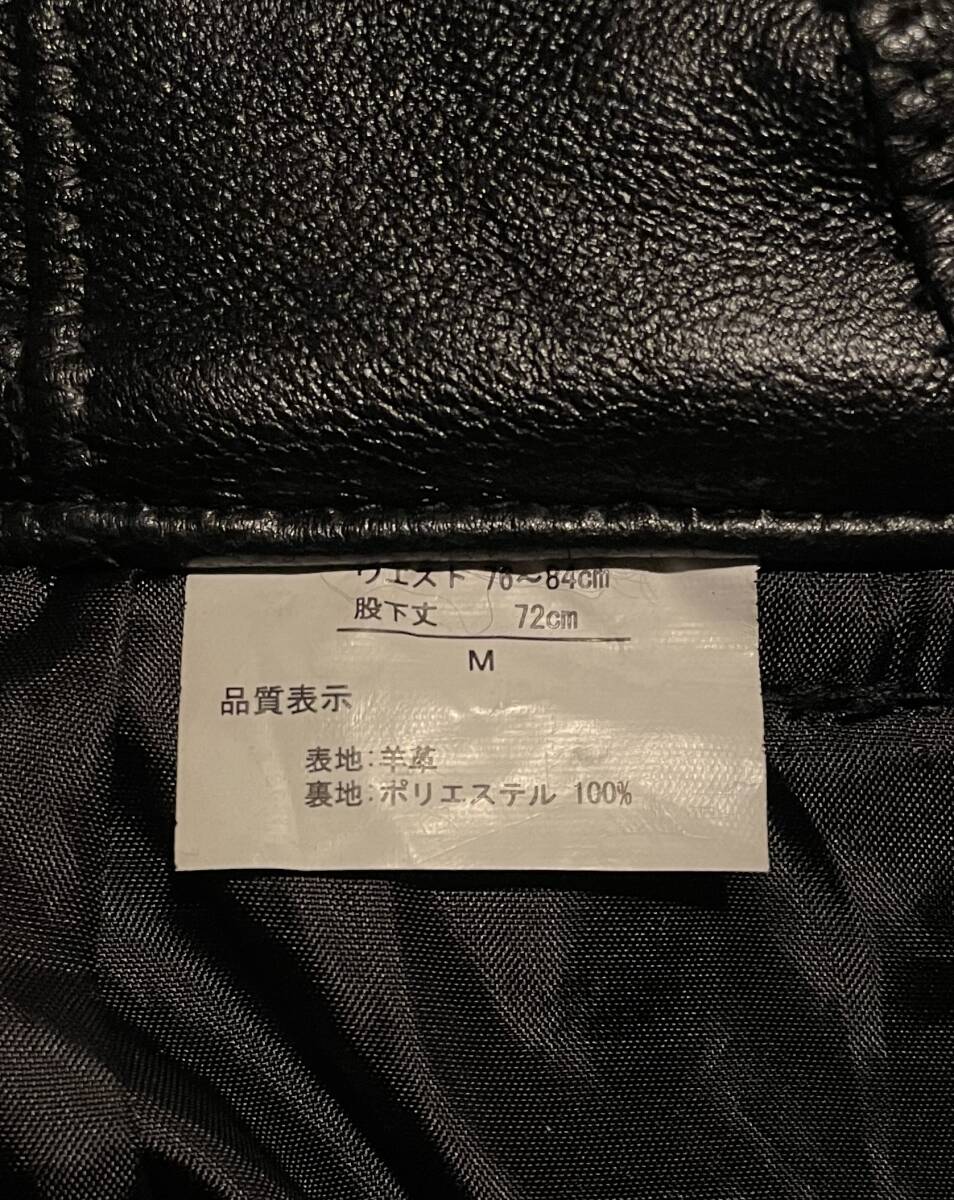 ウエスト 76～84cm
股下丈 72cm
M
品質表示
表地:羊革
裏地:ポリエステル 100%